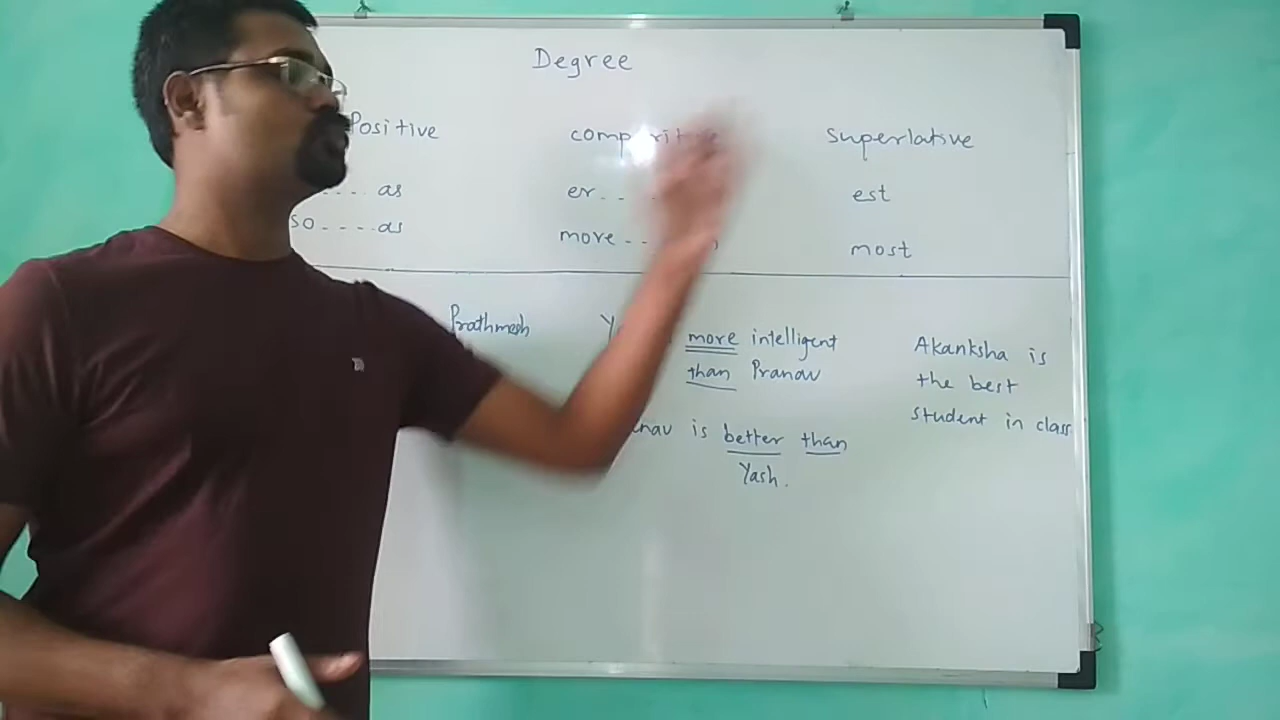 Degree
Positive
Superlative
. . . . as
er . . .
est
so . . . . as
more . . .
most
Prathmesh
more intelligent
than Pranav
is better than
Yash.
Akanksha is
the best
student in class